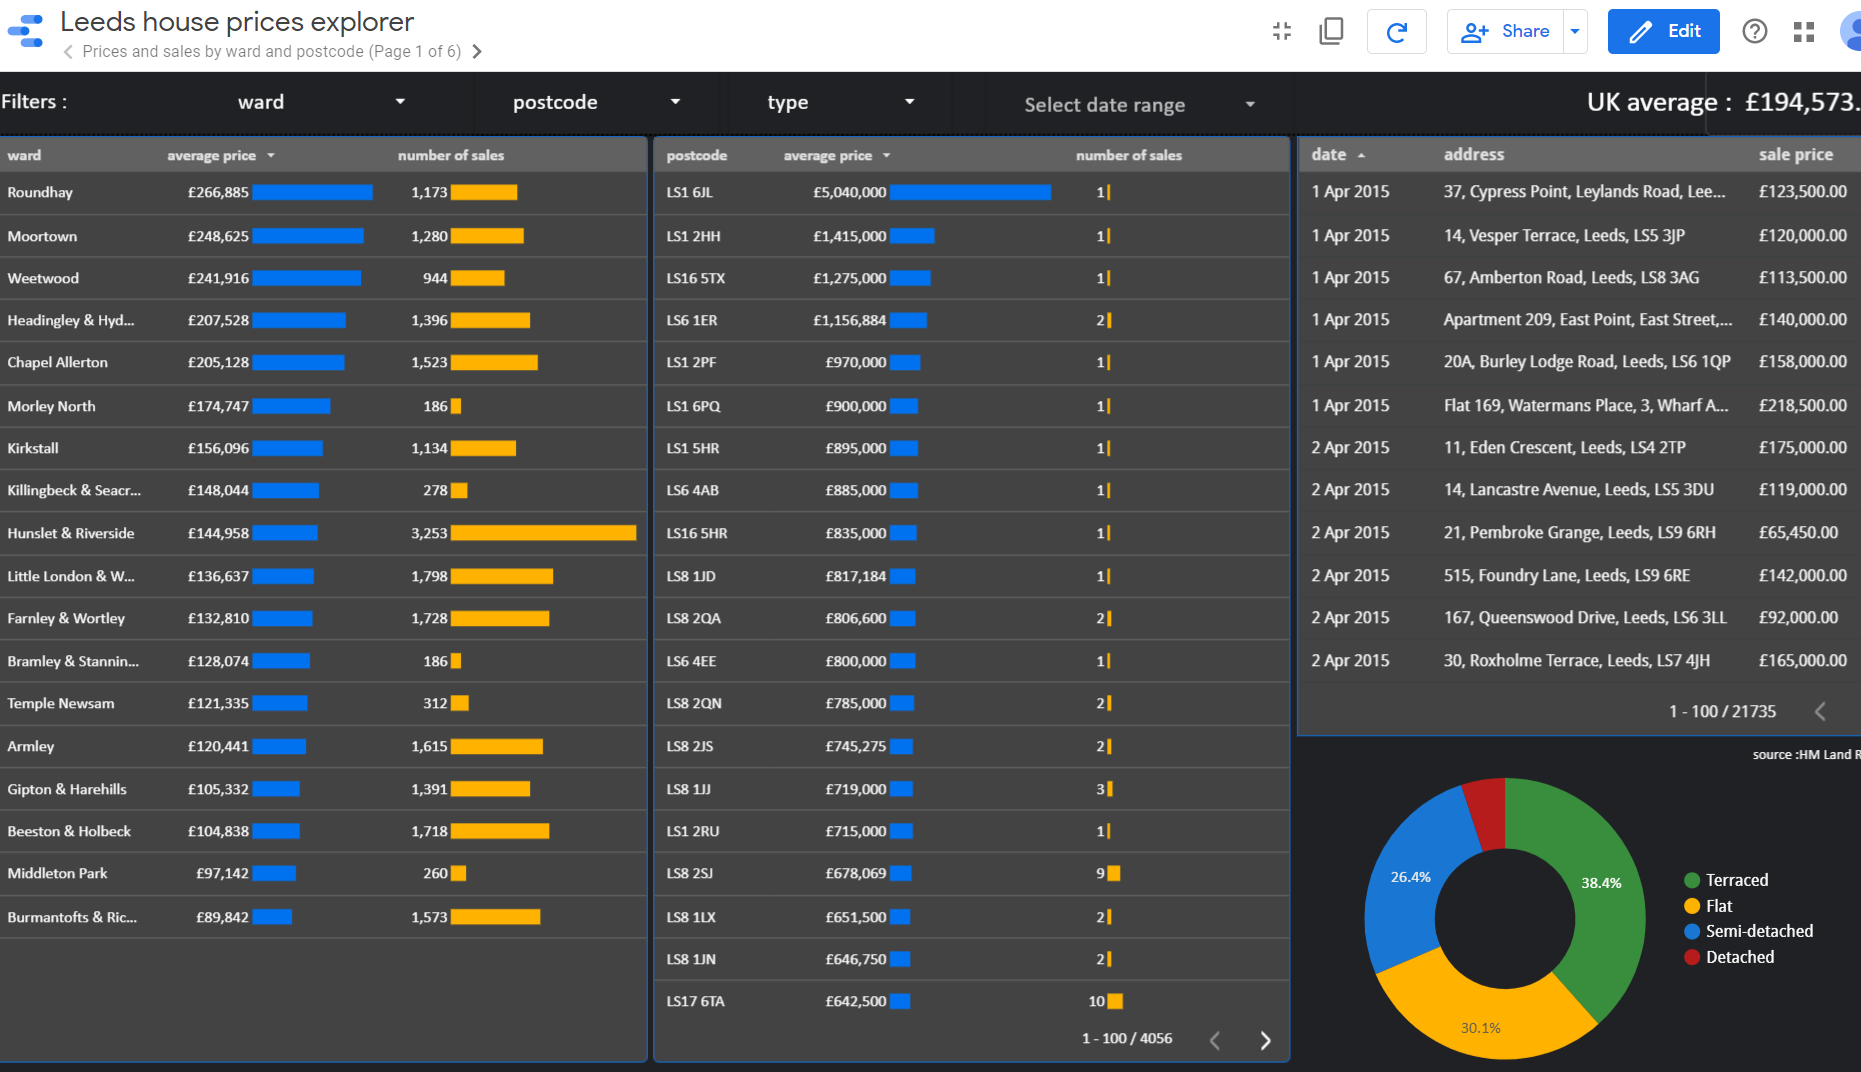 Leeds house prices explorer
Prices and sales by ward and postcode (Page 1 of 6)
Share
Edit
Filters :
ward
postcode
type
Select date range
UK average : £194,573.
ward average price number of sales
Roundhay £266,885 1,173
Moortown £248,625 1,280
Weetwood £241,916 944
Headingley & Hyd... £207,528 1,396
Chapel Allerton £205,128 1,523
Morley North £174,747 186
Kirkstall £156,096 1,134
Killingbeck & Seacr... £148,044 278
Hunslet & Riverside £144,958 3,253
Little London & W... £136,637 1,798
Farnley & Wortley £132,810 1,728
Bramley & Stannin... £128,074 186
Temple Newsam £121,335 312
Armley £120,441 1,615
Gipton & Harehills £105,332 1,391
Beeston & Holbeck £104,838 1,718
Middleton Park £97,142 260
Burmantofts & Ric... £89,842 1,573
postcode average price number of sales
LS1 6JL £5,040,000 1
LS1 2HH £1,415,000 1
LS16 5TX £1,275,000 1
LS6 1ER £1,156,884 2
LS1 2PF £970,000 1
LS1 6PQ £900,000 1
LS1 5HR £895,000 1
LS6 4AB £885,000 1
LS16 5HR £835,000 1
LS8 1JD £817,184 1
LS8 2QA £806,600 2
LS6 4EE £800,000 1
LS8 2QN £785,000 2
LS8 2JS £745,275 2
LS8 1JJ £719,000 3
LS1 2RU £715,000 1
LS8 2SJ £678,069 9
LS8 1LX £651,500 2
LS8 1JN £646,750 2
LS17 6TA £642,500 10
1 - 100 / 4056
date address sale price
1 Apr 2015 37, Cypress Point, Leylands Road, Lee... £123,500.00
1 Apr 2015 14, Vesper Terrace, Leeds, LS5 3JP £120,000.00
1 Apr 2015 67, Amberton Road, Leeds, LS8 3AG £113,500.00
1 Apr 2015 Apartment 209, East Point, East Street,... £140,000.00
1 Apr 2015 20A, Burley Lodge Road, Leeds, LS6 1QP £158,000.00
1 Apr 2015 Flat 169, Watermans Place, 3, Wharf A... £218,500.00
2 Apr 2015 11, Eden Crescent, Leeds, LS4 2TP £175,000.00
2 Apr 2015 14, Lancastre Avenue, Leeds, LS5 3DU £119,000.00
2 Apr 2015 21, Pembroke Grange, Leeds, LS9 6RH £65,450.00
2 Apr 2015 515, Foundry Lane, Leeds, LS9 6RE £142,000.00
2 Apr 2015 167, Queenswood Drive, Leeds, LS6 3LL £92,000.00
2 Apr 2015 30, Roxholme Terrace, Leeds, LS7 4JH £165,000.00
1 - 100 / 21735
source :HM Land R
26.4%
38.4%
30.1%
Terraced
Flat
Semi-detached
Detached